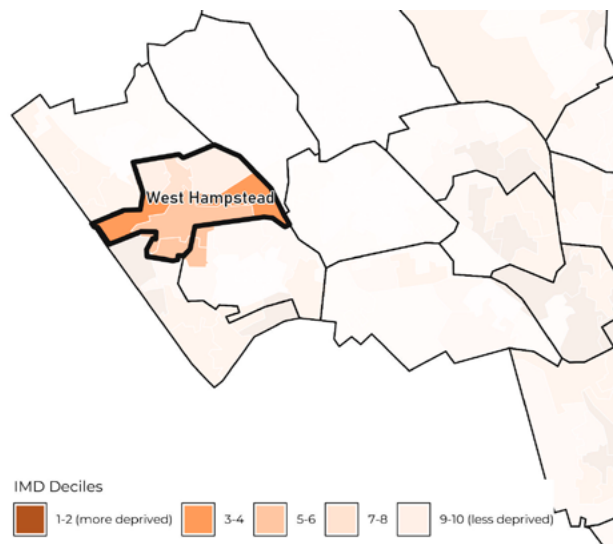 West Hampstead
IMD Deciles
1-2 (more deprived) 3-4 5-6 7-8 9-10 (less deprived)